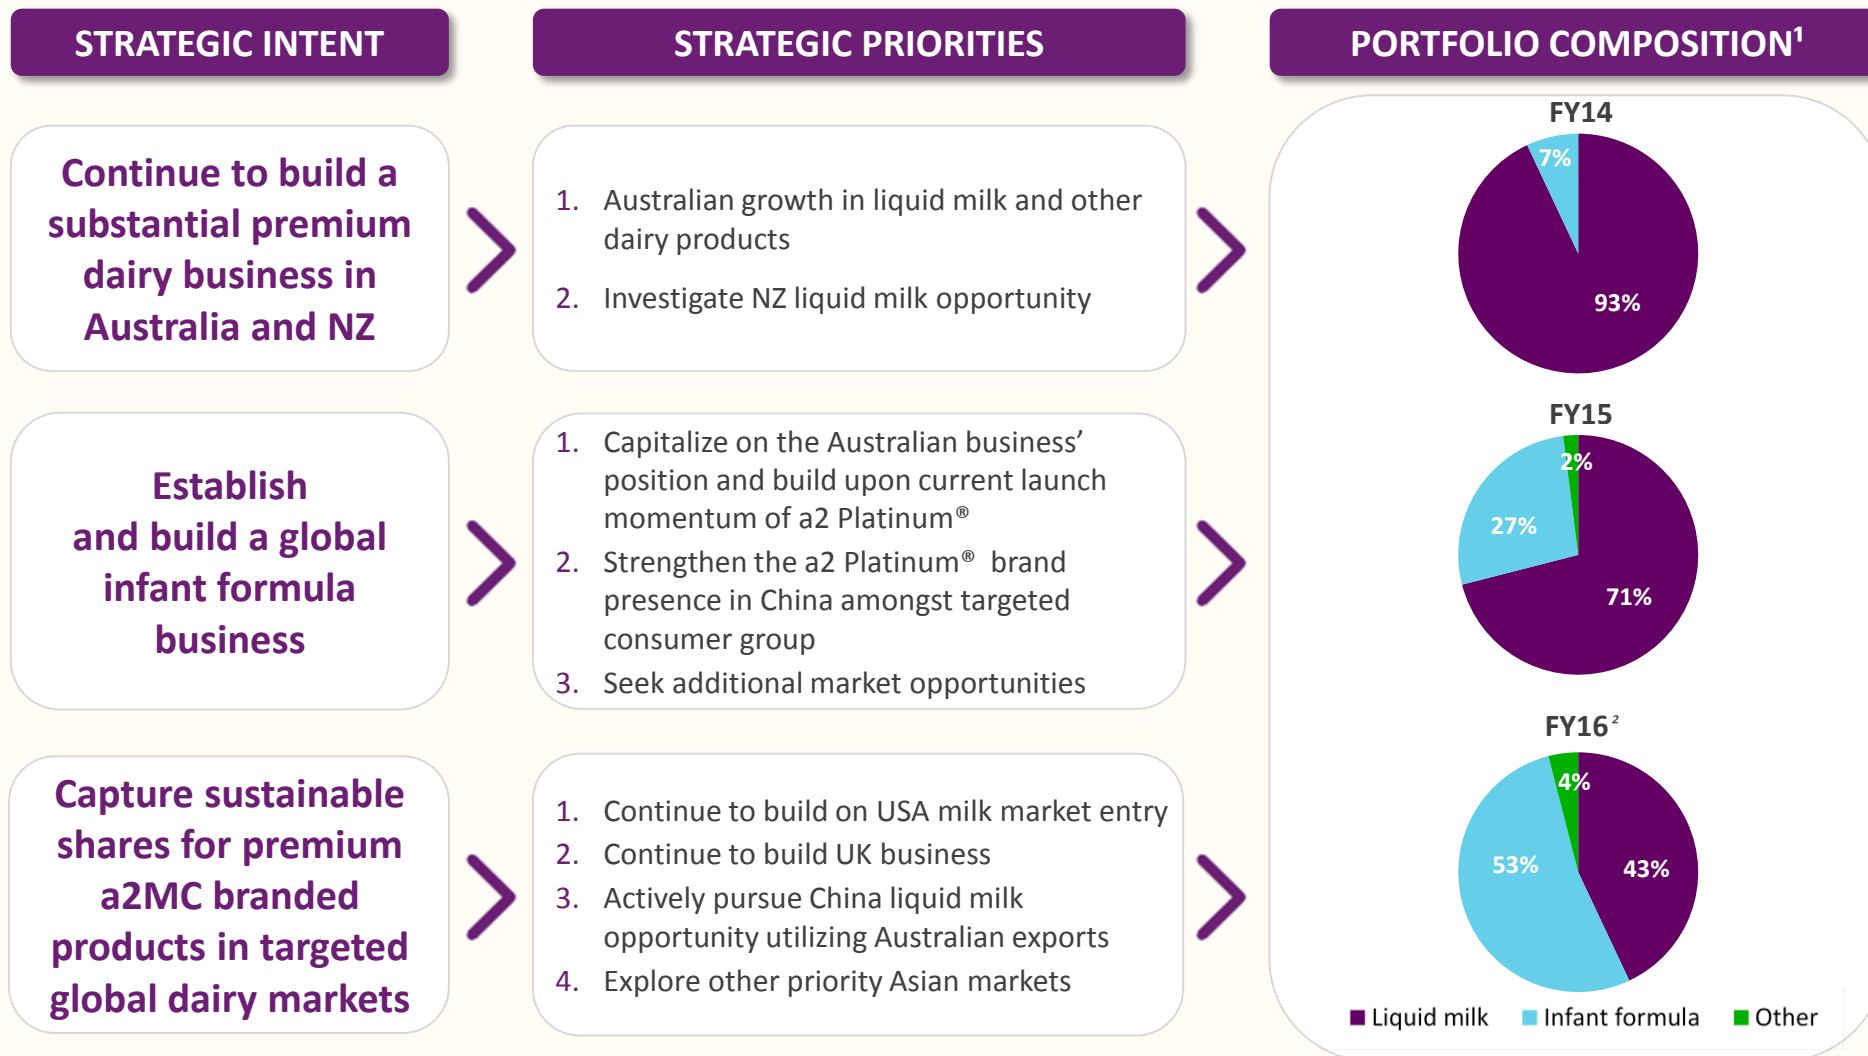 STRATEGIC INTENT
STRATEGIC PRIORITIES
PORTFOLIO COMPOSITION¹
Continue to build a
substantial premium
dairy business in
Australia and NZ
1. Australian growth in liquid milk and other
dairy products
2. Investigate NZ liquid milk opportunity
FY14
7%
93%
Establish
and build a global
infant formula
business
1. Capitalize on the Australian business’
position and build upon current launch
momentum of a2 Platinum®
2. Strengthen the a2 Platinum® brand
presence in China amongst targeted
consumer group
3. Seek additional market opportunities
FY15
2%
27%
71%
Capture sustainable
shares for premium
a2MC branded
products in targeted
global dairy markets
1. Continue to build on USA milk market entry
2. Continue to build UK business
3. Actively pursue China liquid milk
opportunity utilizing Australian exports
4. Explore other priority Asian markets
FY16²
4%
53%
43%
Liquid milk Infant formula Other